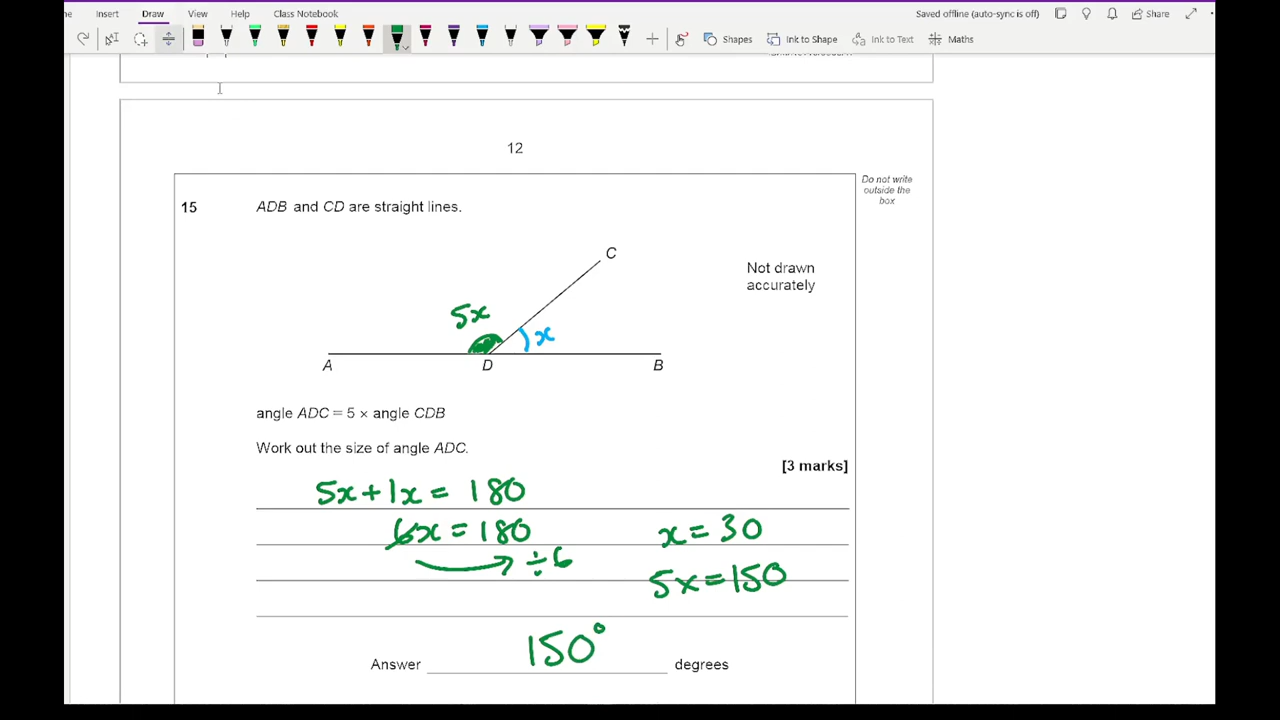 Insert Draw View Help Class Notebook Saved offline (auto-sync is off) Share
Shapes Ink to Shape Ink to Text Maths
12
Do not write
outside the
box
15 ADB and CD are straight lines.
C
Not drawn
accurately
5x
x
A D B
angle ADC = 5 × angle CDB
Work out the size of angle ADC.
[3 marks]
5x + 1x = 180
6x = 180 x = 30
÷6
5x = 150
150°
Answer degrees